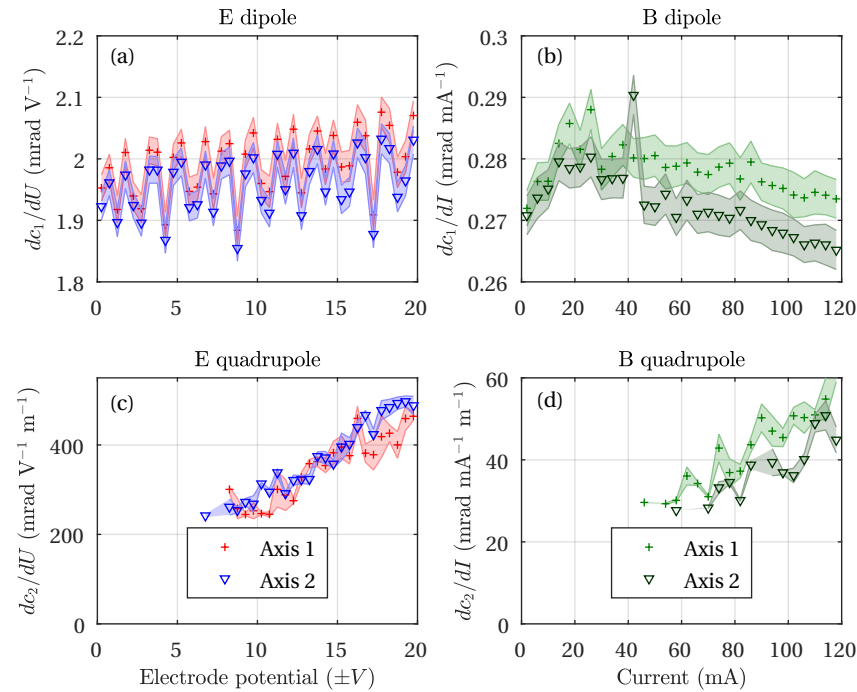 E dipole
B dipole
(a)
2.2
2.1
2
1.9
1.8
dc₁/dU (mrad V⁻¹)
0 5 10 15 20
(b)
0.3
0.29
0.28
0.27
0.26
dc₁/dI (mrad mA⁻¹)
0 20 40 60 80 100 120
E quadrupole
B quadrupole
(c)
400
200
0
dc₂/dU (mrad V⁻¹ m⁻¹)
Axis 1
Axis 2
0 5 10 15 20
Electrode potential (±V)
(d)
60
40
20
0
dc₂/dI (mrad mA⁻¹ m⁻¹)
Axis 1
Axis 2
0 20 40 60 80 100 120
Current (mA)